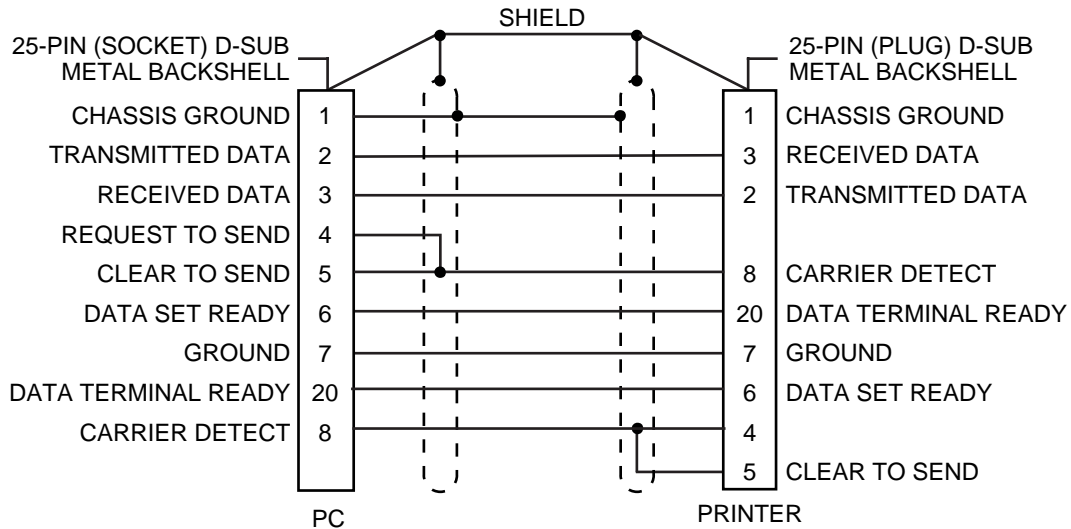 SHIELD
25-PIN (SOCKET) D-SUB
METAL BACKSHELL
25-PIN (PLUG) D-SUB
METAL BACKSHELL
CHASSIS GROUND 1 1 CHASSIS GROUND
TRANSMITTED DATA 2 3 RECEIVED DATA
RECEIVED DATA 3 2 TRANSMITTED DATA
REQUEST TO SEND 4
CLEAR TO SEND 5 8 CARRIER DETECT
DATA SET READY 6 20 DATA TERMINAL READY
GROUND 7 7 GROUND
DATA TERMINAL READY 20 6 DATA SET READY
CARRIER DETECT 8 4
5 CLEAR TO SEND
PC PRINTER